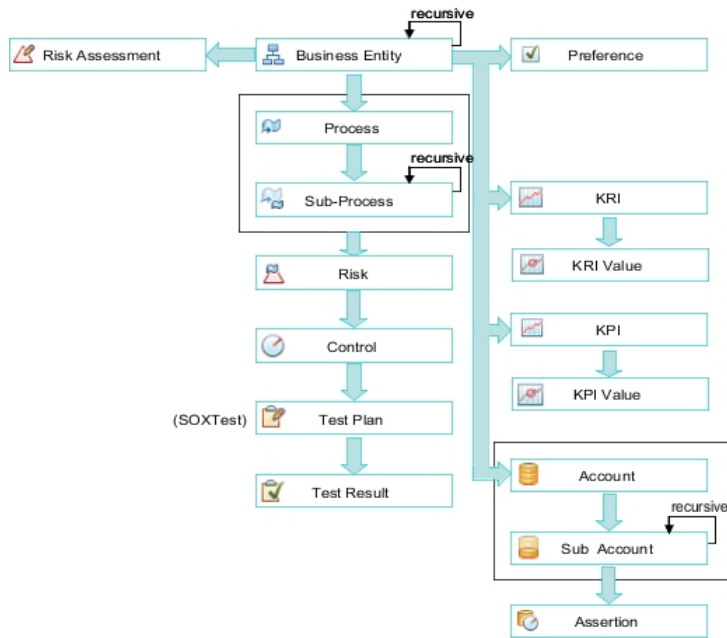 recursive
Risk Assessment
Business Entity
Preference
Process
recursive
Sub-Process
KRI
Risk
KRI Value
Control
KPI
(SOXTest)
Test Plan
KPI Value
Test Result
Account
recursive
Sub Account
Assertion